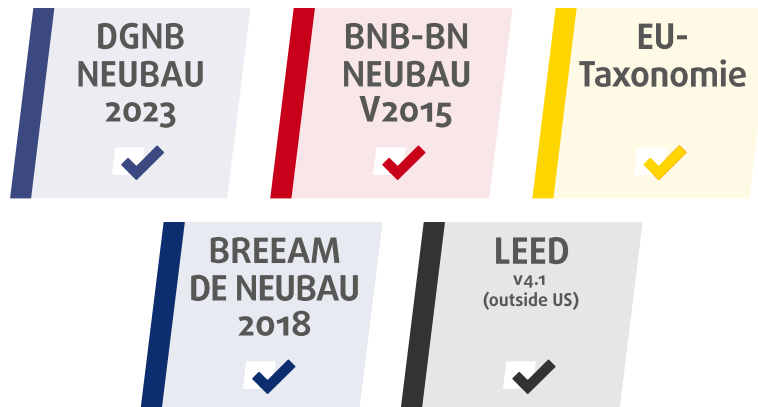 DGNB
NEUBAU
2023
BNB-BN
NEUBAU
V2015
EU-
Taxonomie
BREEAM
DE NEUBAU
2018
LEED
v4.1
(outside US)